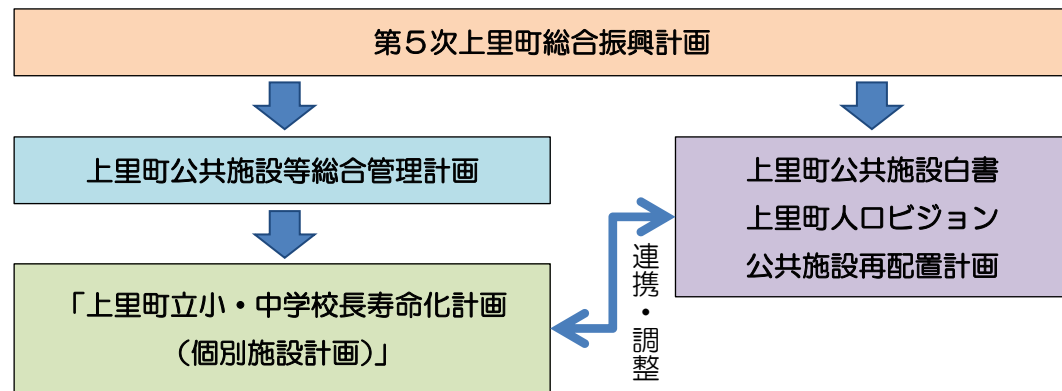 第５次上里町総合振興計画
上里町公共施設等総合管理計画
上里町公共施設白書
上里町人口ビジョン
公共施設再配置計画
連携・調整
「上里町立小・中学校長寿命化計画
（個別施設計画）」